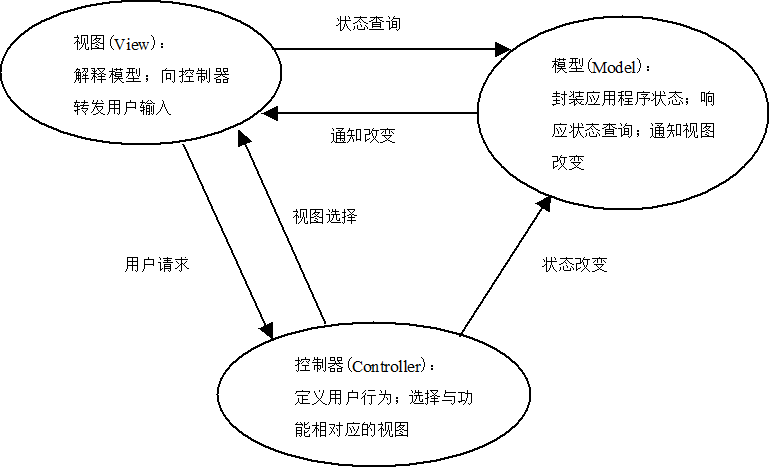 状态查询
视图(View)：
解释模型；向控制器
转发用户输入
模型(Model)：
封装应用程序状态；响
应状态查询；通知视图
改变
通知改变
视图选择
用户请求
状态改变
控制器(Controller)：
定义用户行为；选择与功
能相对应的视图